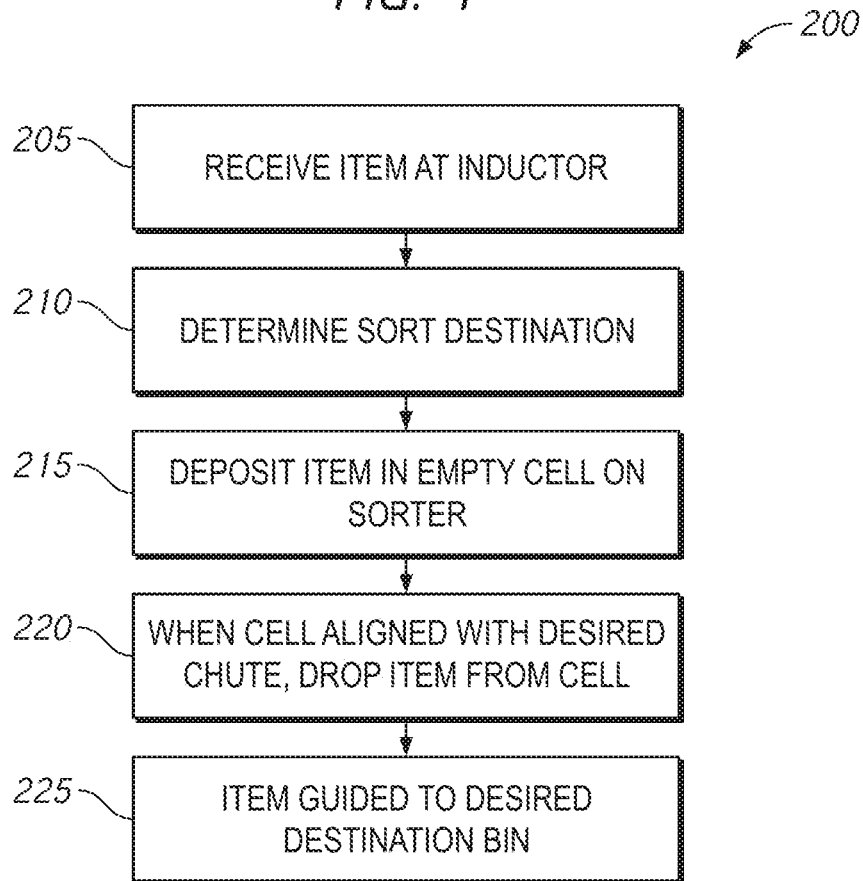 200
205
RECEIVE ITEM AT INDUCTOR
210
DETERMINE SORT DESTINATION
215
DEPOSIT ITEM IN EMPTY CELL ON
SORTER
220
WHEN CELL ALIGNED WITH DESIRED
CHUTE, DROP ITEM FROM CELL
225
ITEM GUIDED TO DESIRED
DESTINATION BIN